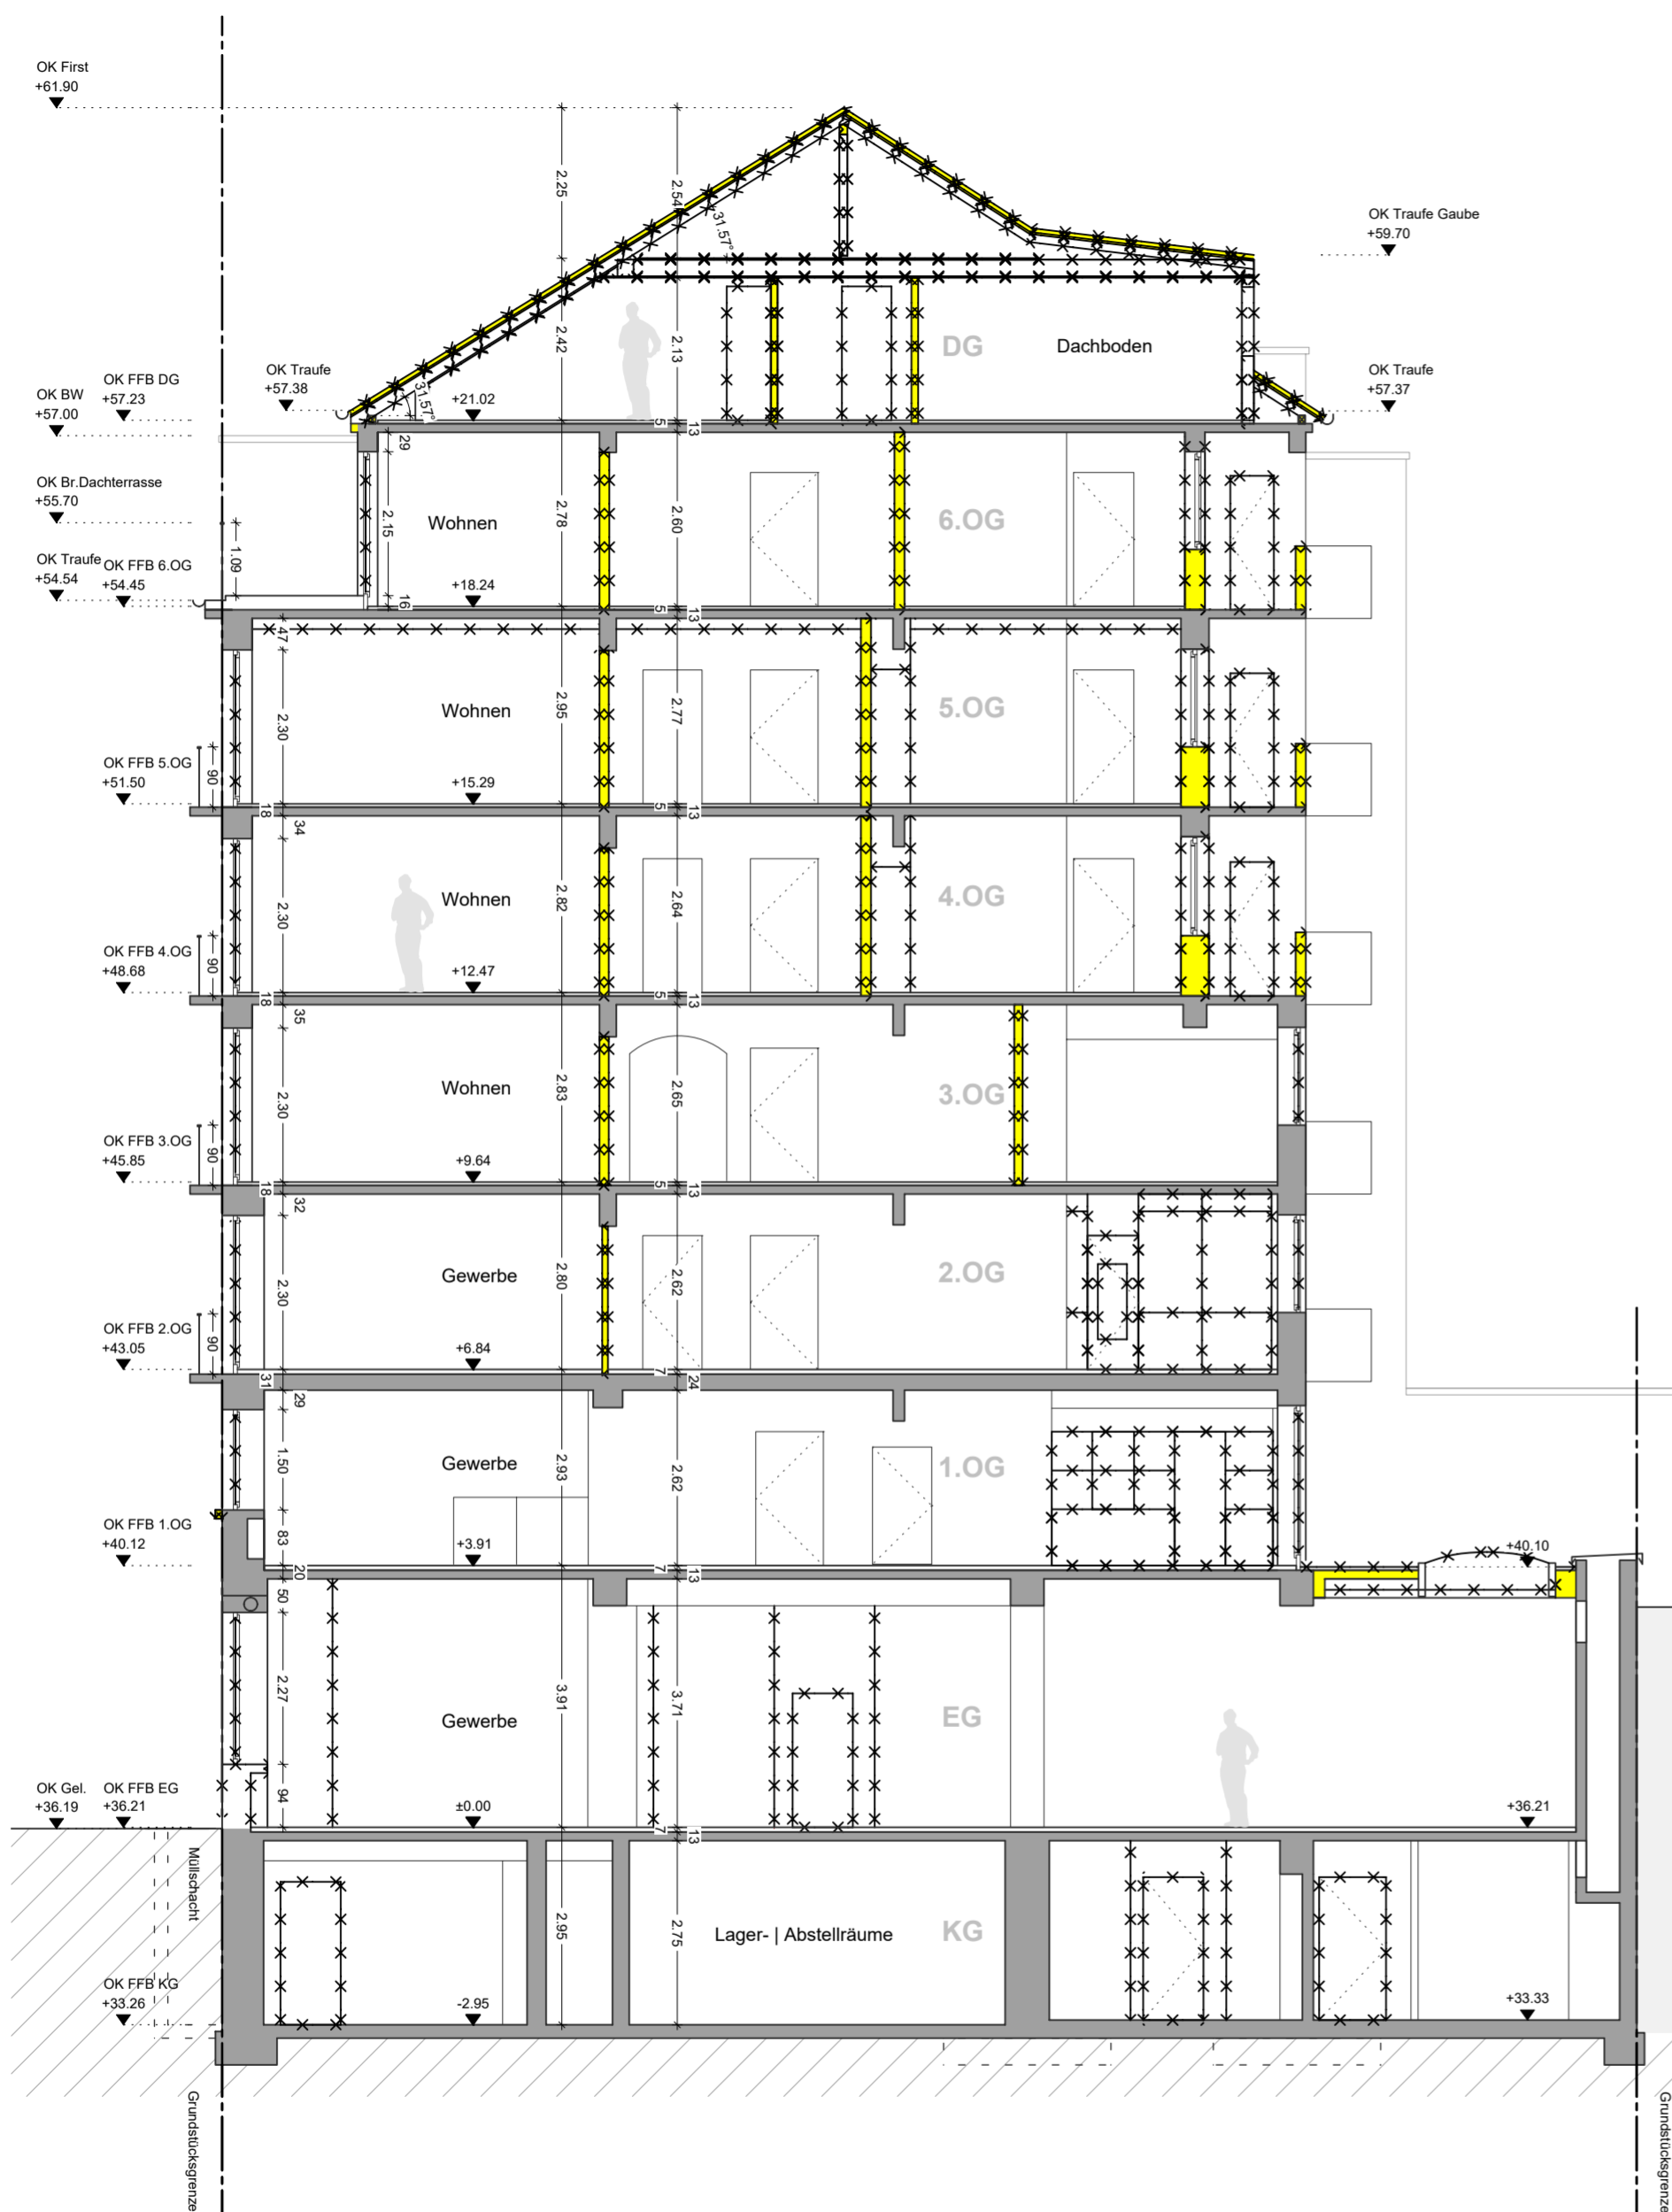 OK First
+61.90
2.25
2.54
31.57°
OK Traufe Gaube
+59.70
2.42
2.13
DG
Dachboden
OK Traufe
+57.38
OK Traufe
+57.37
OK FFB DG
+57.23
OK BW
+57.00
31.57°
+21.02
5
13
29
OK Br.Dachterrasse
+55.70
1.09
2.15
Wohnen
2.78
2.60
6.OG
OK Traufe
+54.54
OK FFB 6.OG
+54.45
16
+18.24
5
13
47
2.30
Wohnen
2.95
2.77
5.OG
OK FFB 5.OG
+51.50
90
+15.29
18
5
13
34
2.30
Wohnen
2.82
2.64
4.OG
OK FFB 4.OG
+48.68
90
+12.47
18
5
13
35
2.30
Wohnen
2.83
2.65
3.OG
OK FFB 3.OG
+45.85
90
+9.64
18
5
13
32
2.30
Gewerbe
2.80
2.62
2.OG
OK FFB 2.OG
+43.05
90
+6.84
31
7
24
29
1.50
Gewerbe
2.93
2.62
1.OG
OK FFB 1.OG
+40.12
83
+3.91
+40.10
20
7
13
50
2.27
Gewerbe
3.91
3.71
EG
94
OK Gel.
+36.19
OK FFB EG
+36.21
±0.00
+36.21
7
13
Müllschacht
2.95
2.75
Lager- | Abstellräume
KG
OK FFB KG
+33.26
-2.95
+33.33
Grundstücksgrenze
Grundstücksgrenze